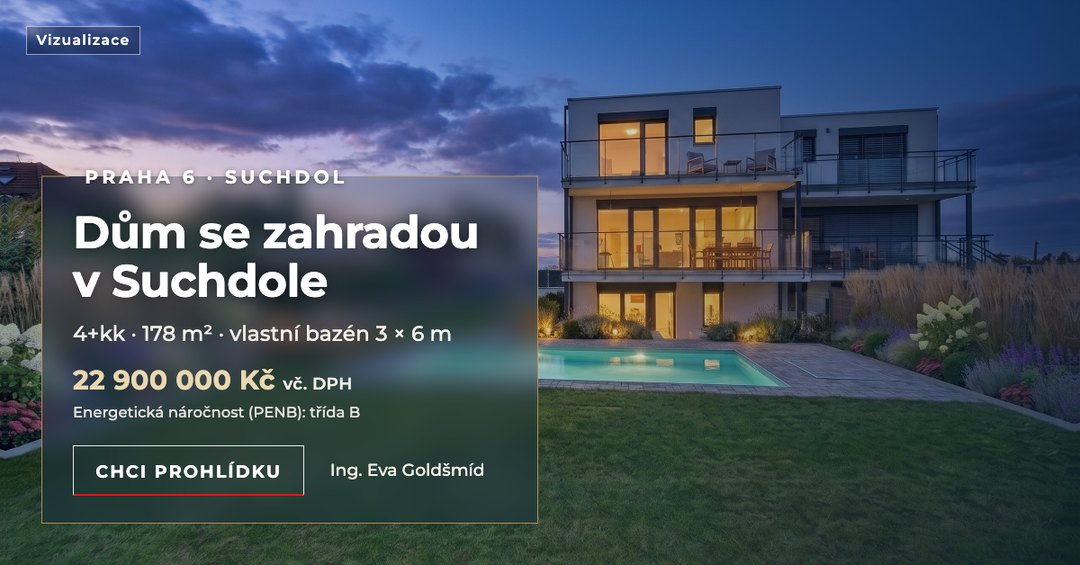 Vizualizace
PRAHA 6 · SUCHDOL
Dům se zahradou
v Suchdole
4+kk · 178 m² · vlastní bazén 3 × 6 m
22 900 000 Kč vč. DPH
Energetická náročnost (PENB): třída B
CHCI PROHLÍDKU
Ing. Eva Goldšmíd